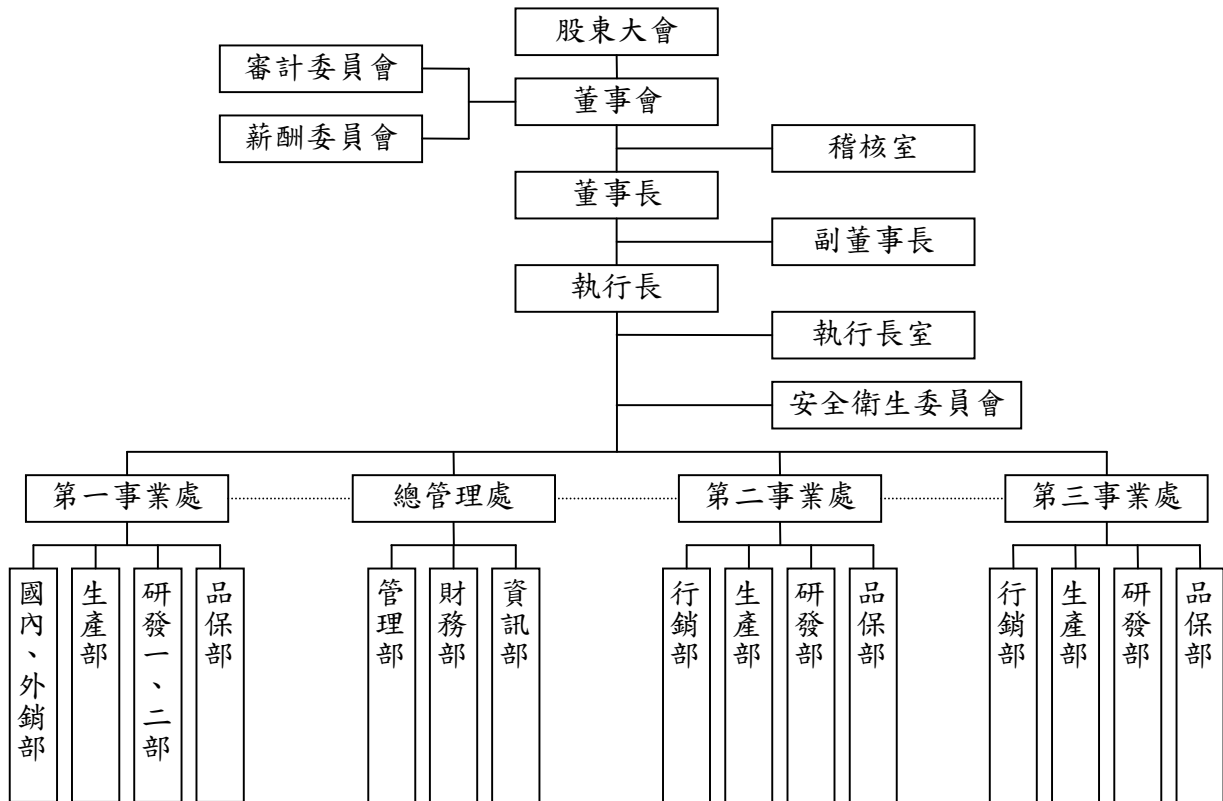 股東大會
審計委員會
董事會
薪酬委員會
稽核室
董事長
副董事長
執行長
執行長室
安全衛生委員會
第一事業處
總管理處
第二事業處
第三事業處
國內、外銷部
生產部
研發一、二部
品保部
管理部
財務部
資訊部
行銷部
生產部
研發部
品保部
行銷部
生產部
研發部
品保部